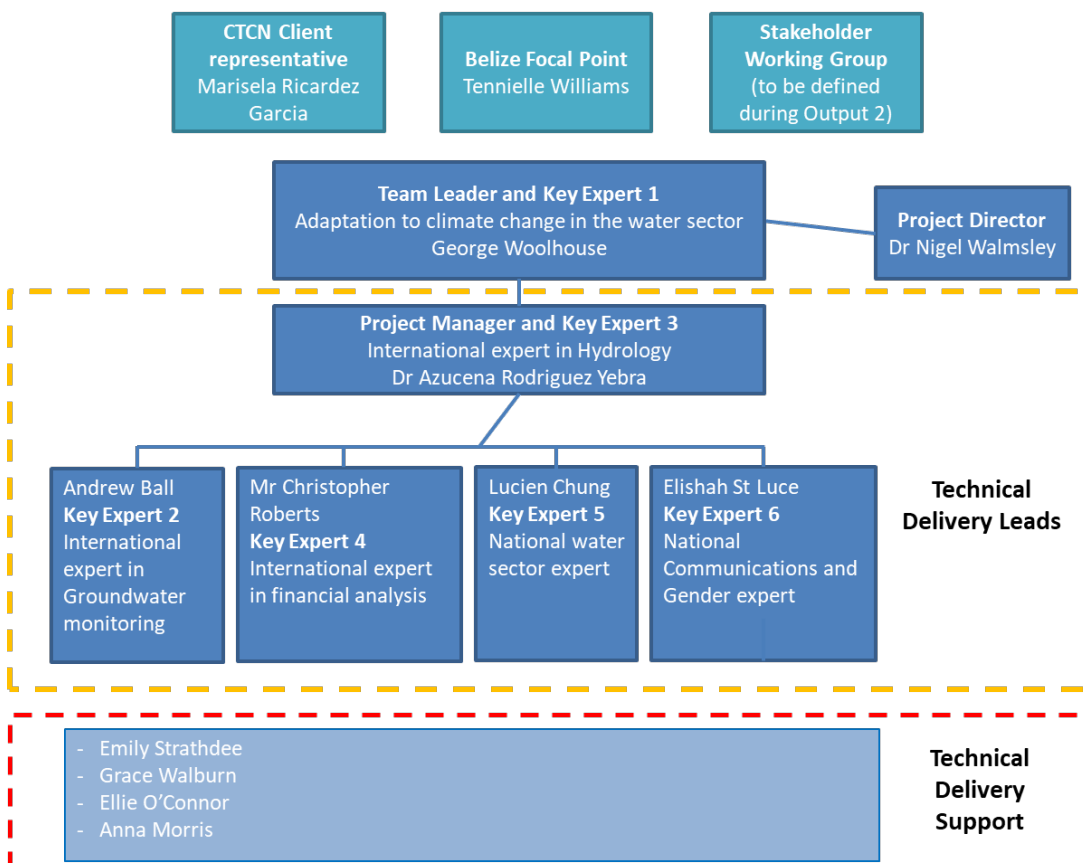 CTCN Client
representative
Marisela Ricardez
Garcia
Belize Focal Point
Tennielle Williams
Stakeholder
Working Group
(to be defined
during Output 2)
Team Leader and Key Expert 1
Adaptation to climate change in the water sector
George Woolhouse
Project Director
Dr Nigel Walmsley
Project Manager and Key Expert 3
International expert in Hydrology
Dr Azucena Rodriguez Yebra
Andrew Ball
Key Expert 2
International
expert in
Groundwater
monitoring
Mr Christopher
Roberts
Key Expert 4
International expert
in financial analysis
Lucien Chung
Key Expert 5
National water
sector expert
Elishah St Luce
Key Expert 6
National
Communications and
Gender expert
Technical
Delivery Leads
- Emily Strathdee
- Grace Walburn
- Ellie O’Connor
- Anna Morris
Technical
Delivery
Support